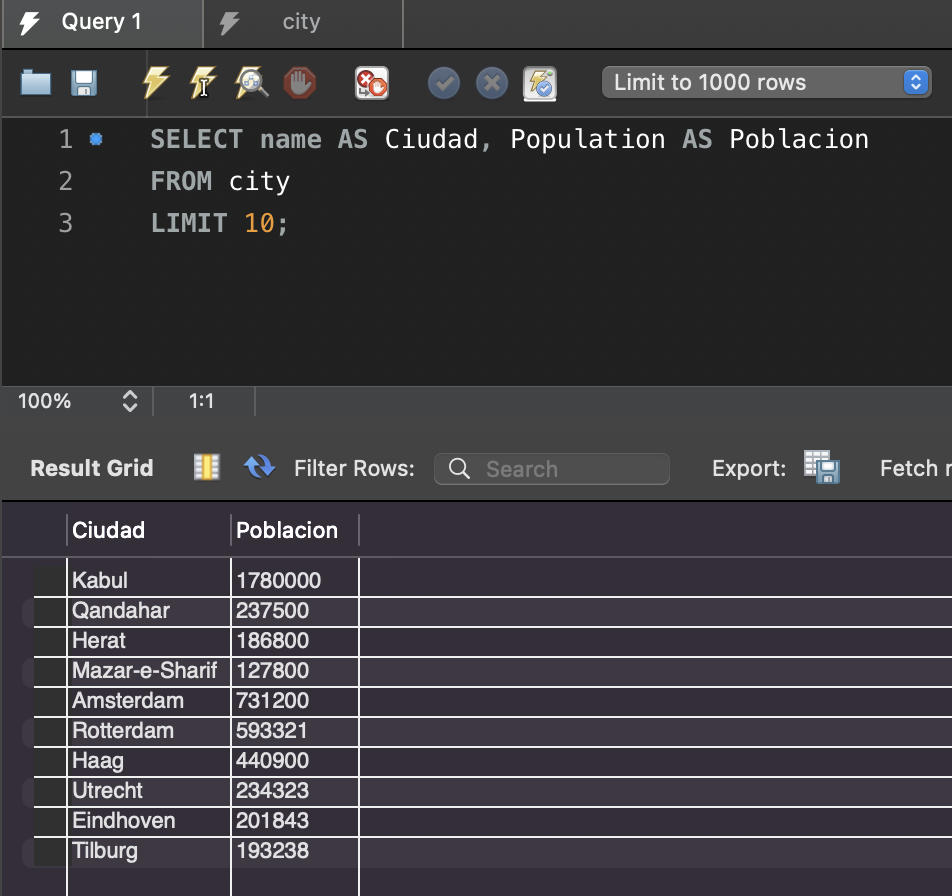 Query 1 city
Limit to 1000 rows
1 SELECT name AS Ciudad, Population AS Poblacion
2 FROM city
3 LIMIT 10;
100% 1:1
Result Grid Filter Rows: Search Export: Fetch r
Ciudad Poblacion
Kabul 1780000
Qandahar 237500
Herat 186800
Mazar-e-Sharif 127800
Amsterdam 731200
Rotterdam 593321
Haag 440900
Utrecht 234323
Eindhoven 201843
Tilburg 193238